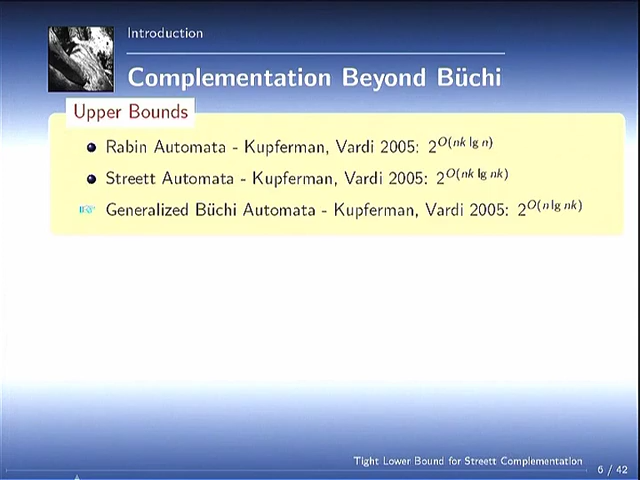 Introduction
Complementation Beyond Büchi
Upper Bounds
Rabin Automata - Kupferman, Vardi 2005: 2^{O(nk lg n)}
Streett Automata - Kupferman, Vardi 2005: 2^{O(nk lg nk)}
Generalized Büchi Automata - Kupferman, Vardi 2005: 2^{O(n lg nk)}
Tight Lower Bound for Streett Complementation
6 / 42